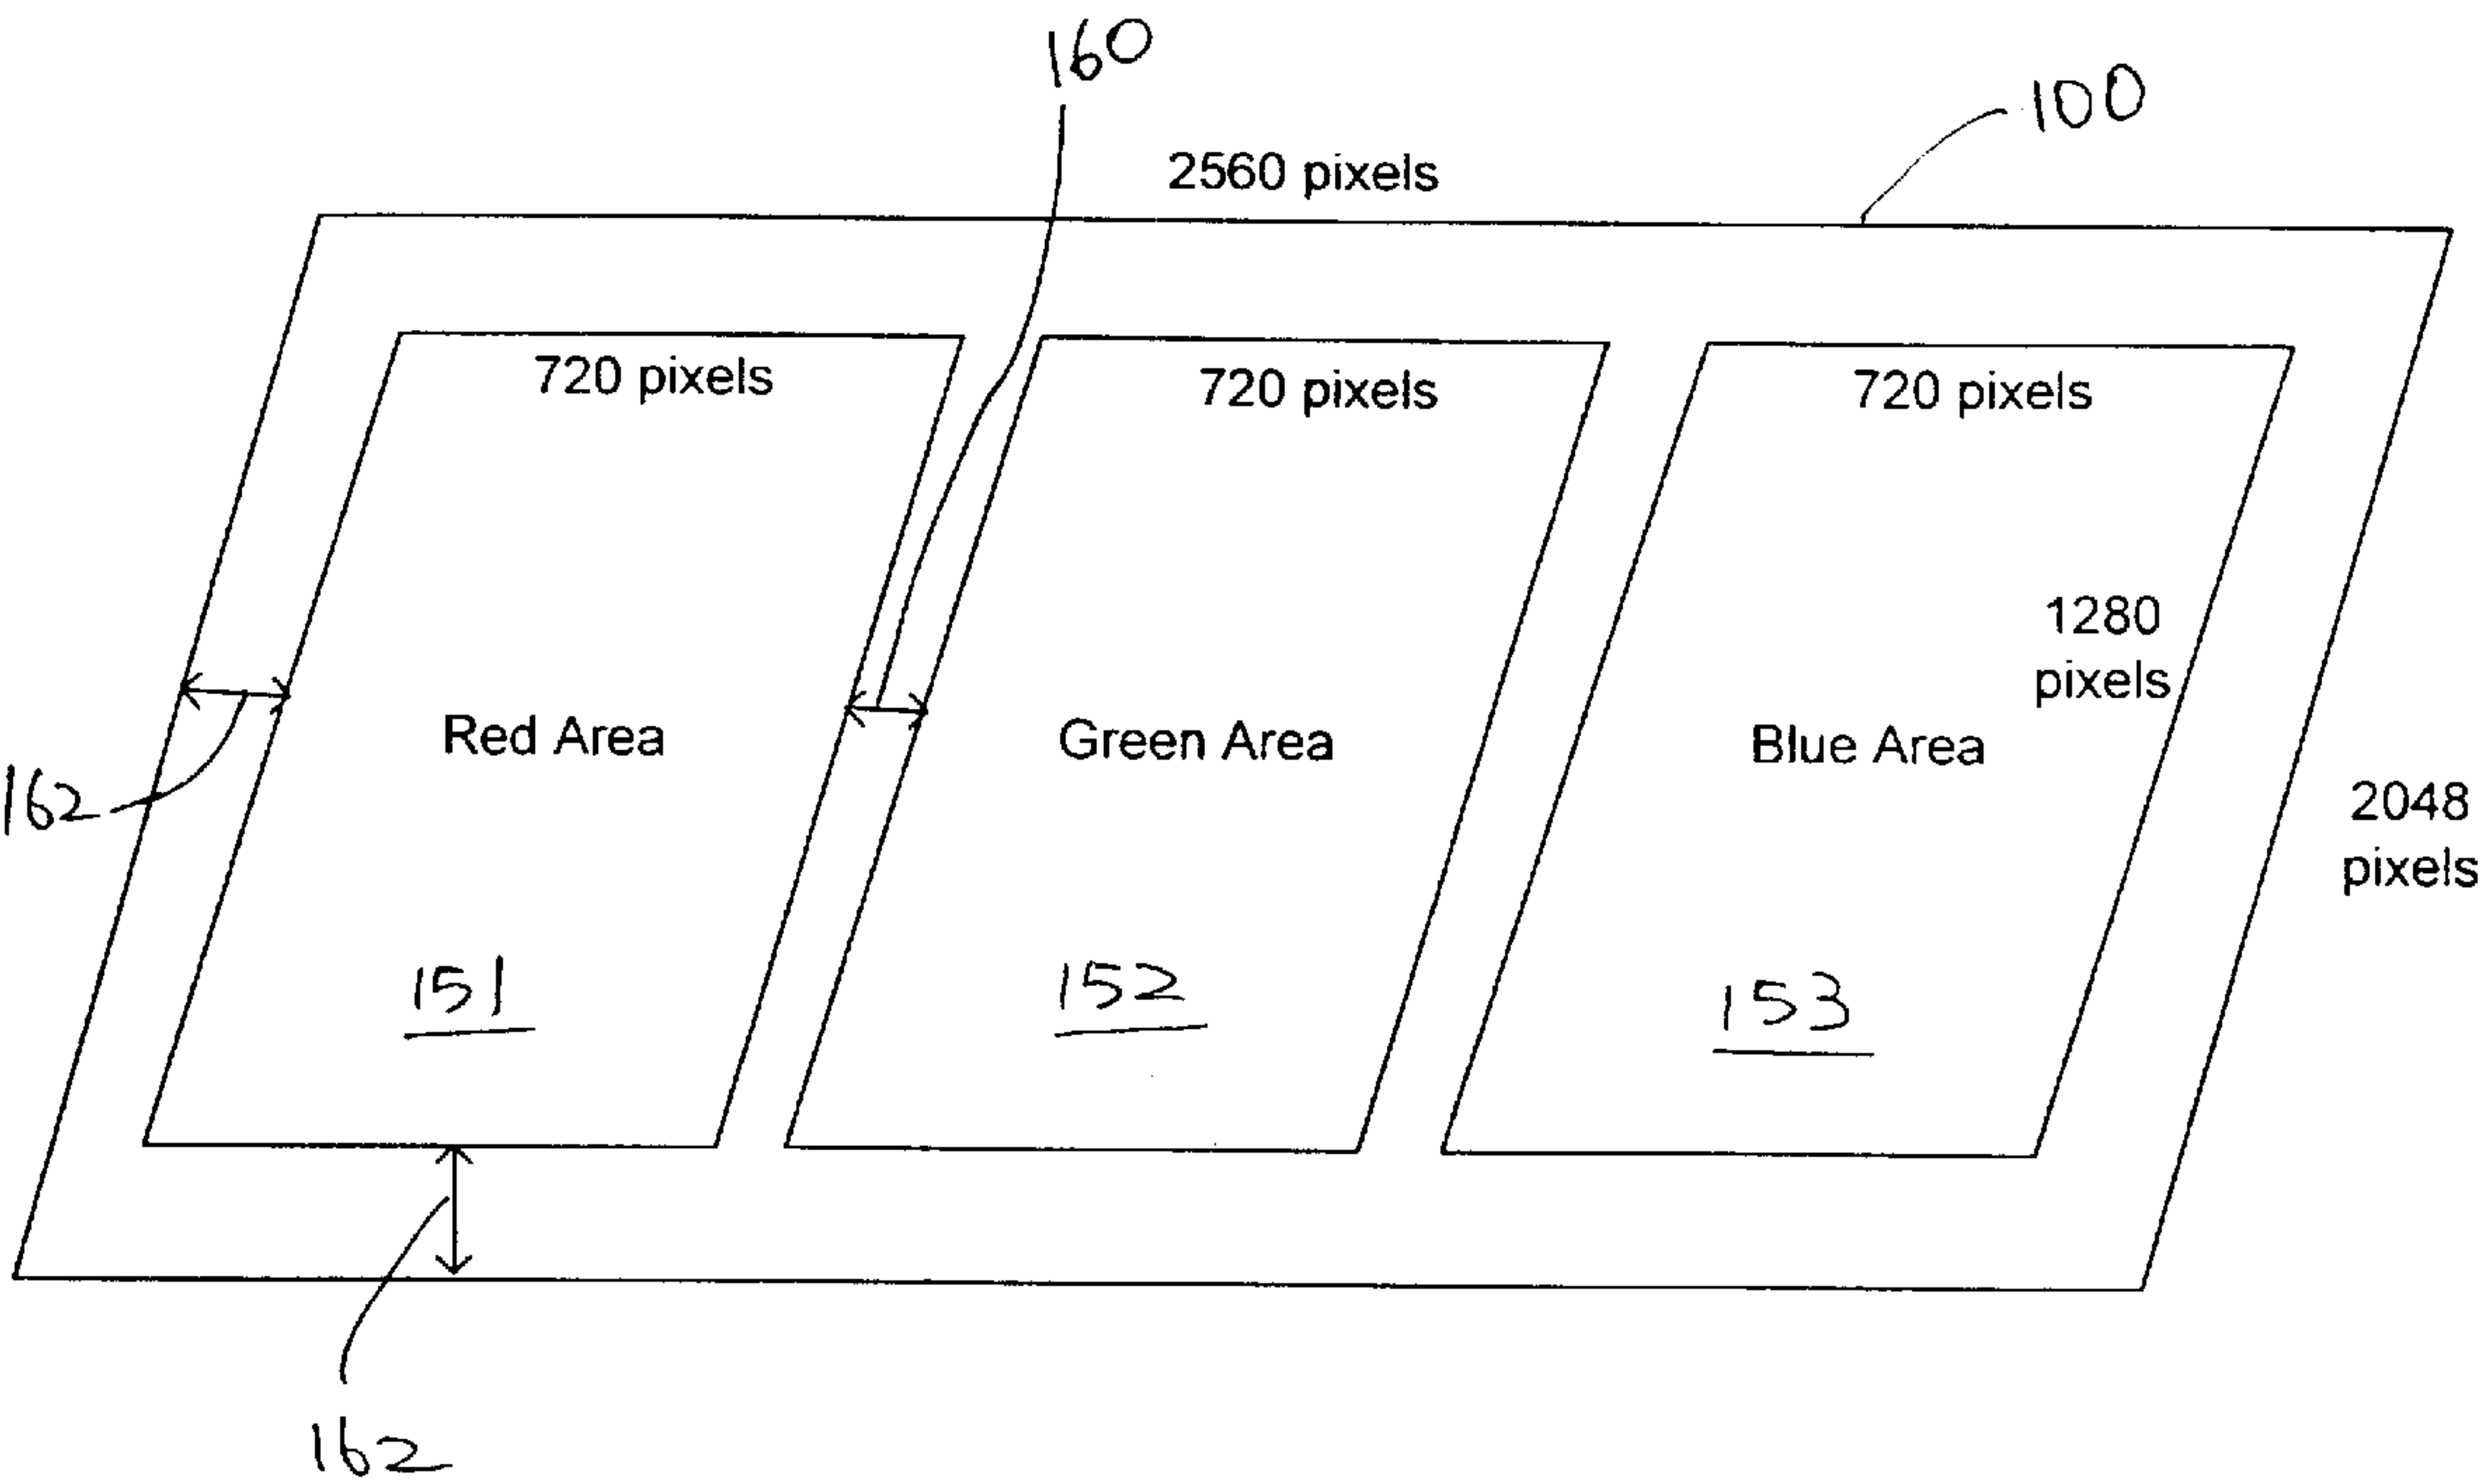 160
100
2560 pixels
720 pixels
720 pixels
720 pixels
1280
pixels
Red Area
Green Area
Blue Area
162
2048
pixels
151
152
153
162